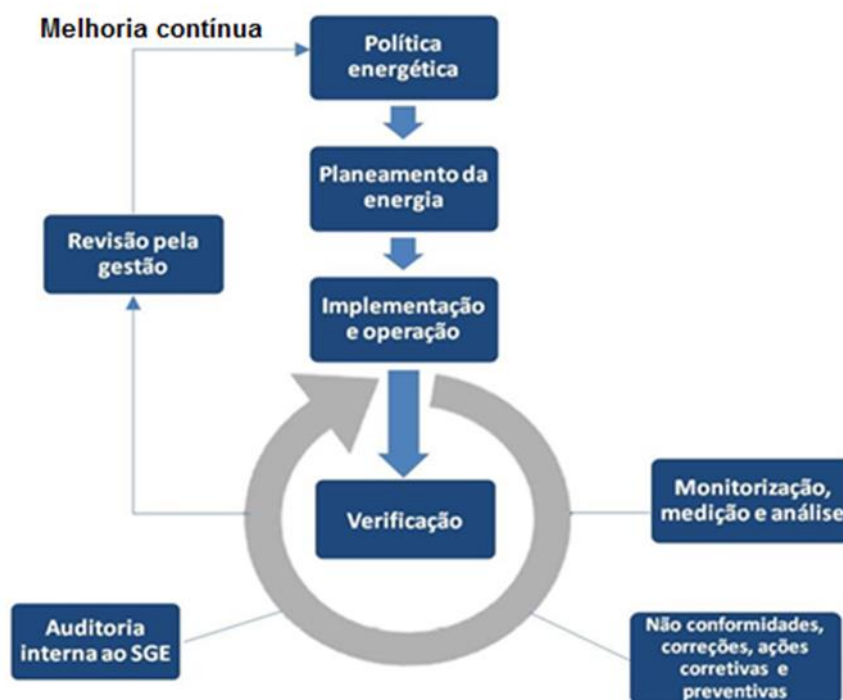 Melhoria contínua
Política
energética
Planeamento da
energia
Revisão pela
gestão
Implementação
e operação
Verificação
Monitorização,
medição e análise
Auditoria
interna ao SGE
Não conformidades,
correções, ações
corretivas e
preventivas